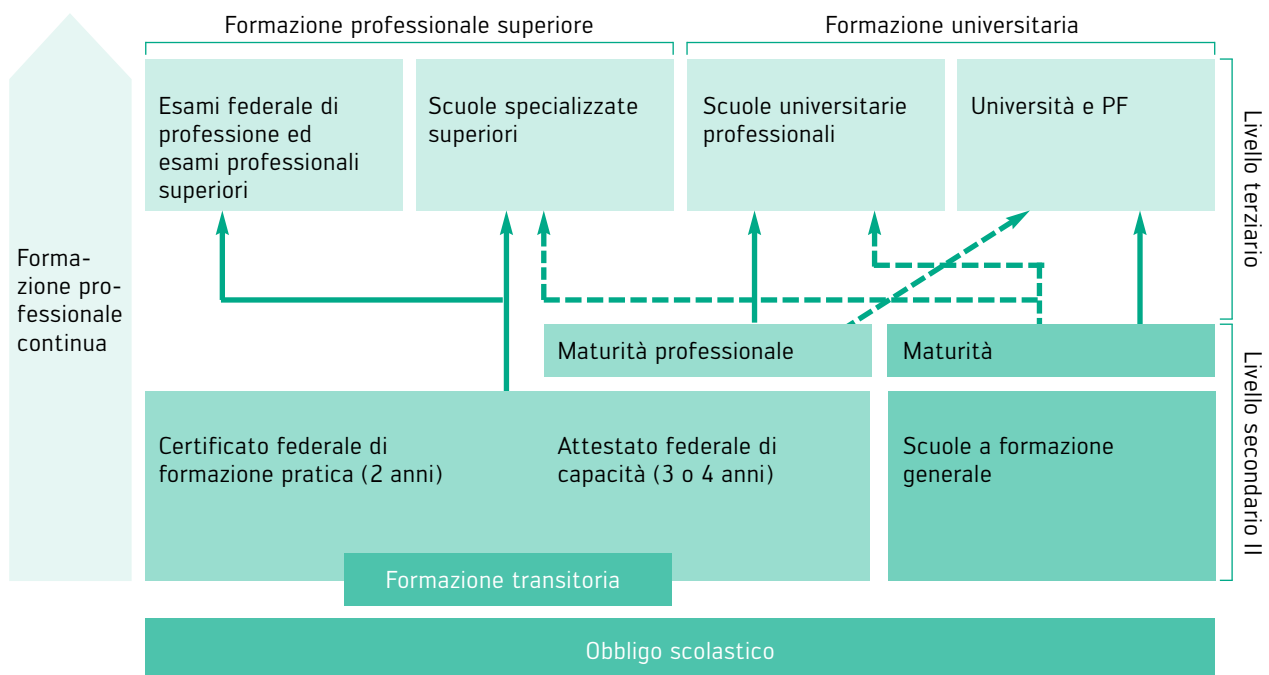 Formazione professionale superiore
Formazione universitaria
Esami federale di
professione ed
esami professionali
superiori
Scuole specializzate
superiori
Scuole universitarie
professionali
Università e PF
Livello terziario
Forma-
zione pro-
fessionale
continua
Maturità professionale
Maturità
Certificato federale di
formazione pratica (2 anni)
Attestato federale di
capacità (3 o 4 anni)
Scuole a formazione
generale
Livello secondario II
Formazione transitoria
Obbligo scolastico